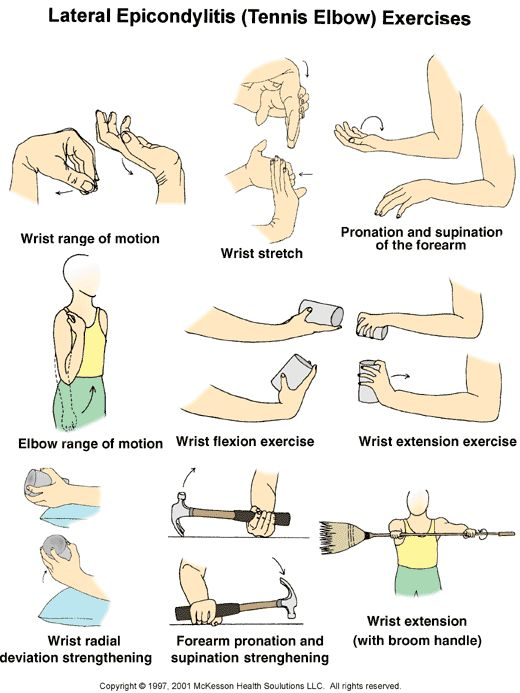 Lateral Epicondylitis (Tennis Elbow) Exercises
Wrist range of motion
Wrist stretch
Pronation and supination
of the forearm
Elbow range of motion
Wrist flexion exercise
Wrist extension exercise
Wrist radial
deviation strengthening
Forearm pronation and
supination strenghening
Wrist extension
(with broom handle)
Copyright © 1997, 2001 McKesson Health Soulutions LLC. All rights reserved.